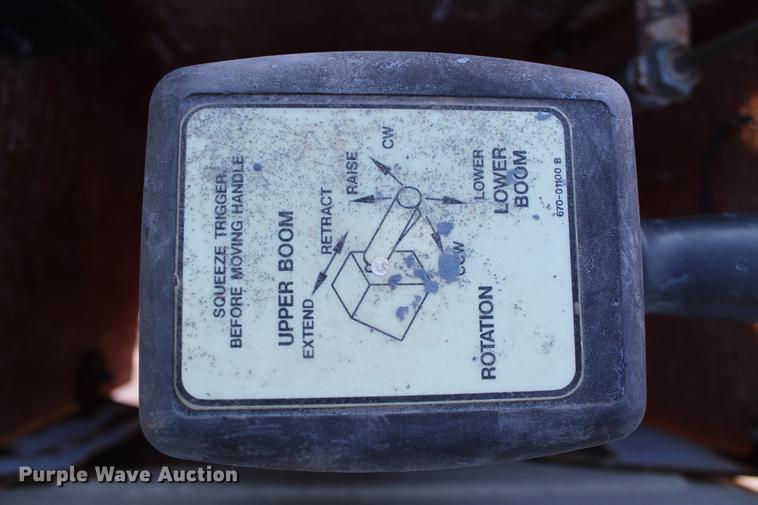 SQUEEZE TRIGGER
BEFORE MOVING HANDLE
UPPER BOOM
EXTEND
RETRACT
RAISE
CW
CCW
LOWER
LOWER
BOOM
ROTATION
670-01100 B
Purple Wave Auction